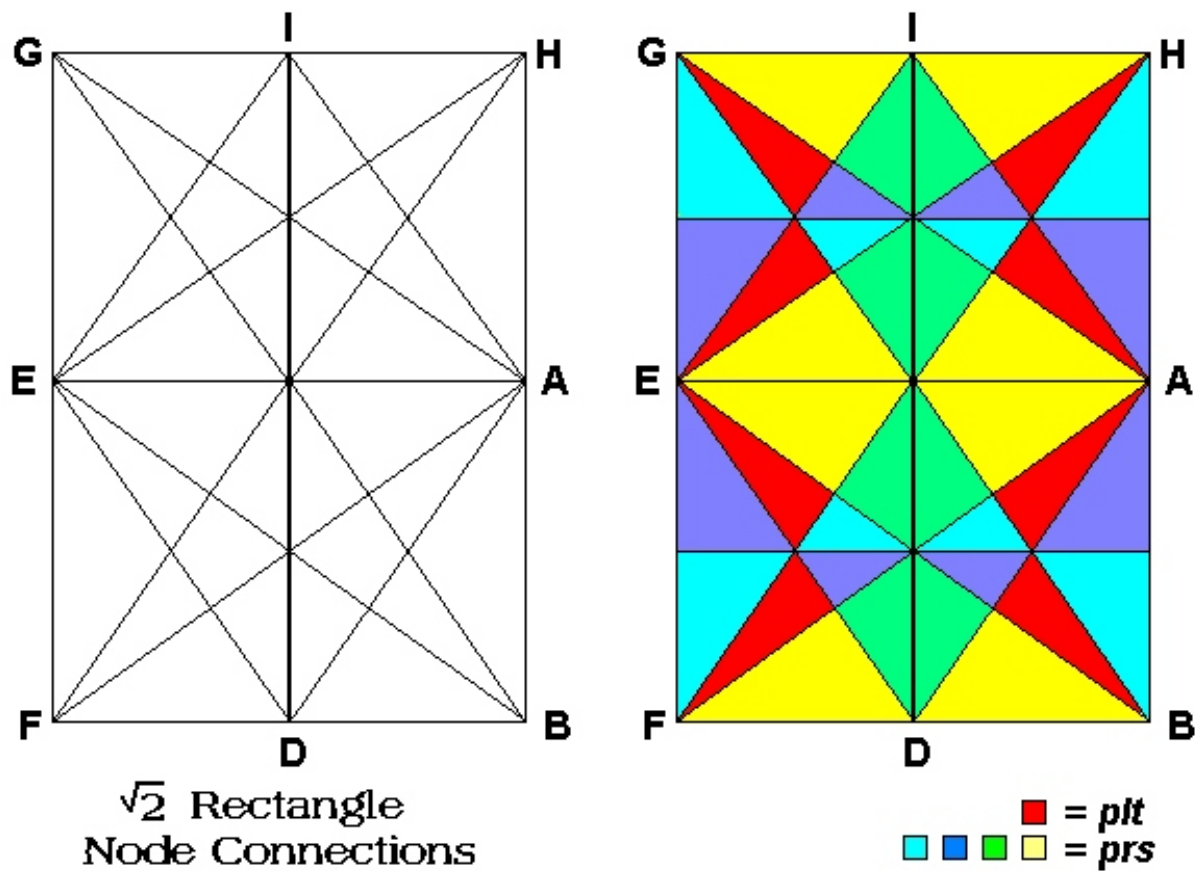 I
G H
E A
F B
D
√2 Rectangle
Node Connections
I
G H
E A
F B
D
= plt
= prs